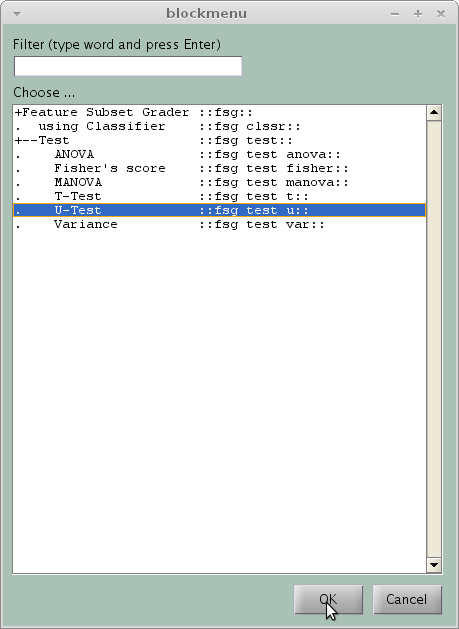 blockmenu
Filter (type word and press Enter)
Choose ...
+Feature Subset Grader ::fsg::
.  using Classifier    ::fsg clssr::
+--Test                ::fsg test::
.    ANOVA             ::fsg test anova::
.    Fisher's score    ::fsg test fisher::
.    MANOVA            ::fsg test manova::
.    T-Test            ::fsg test t::
.    U-Test            ::fsg test u::
.    Variance          ::fsg test var::
OK Cancel